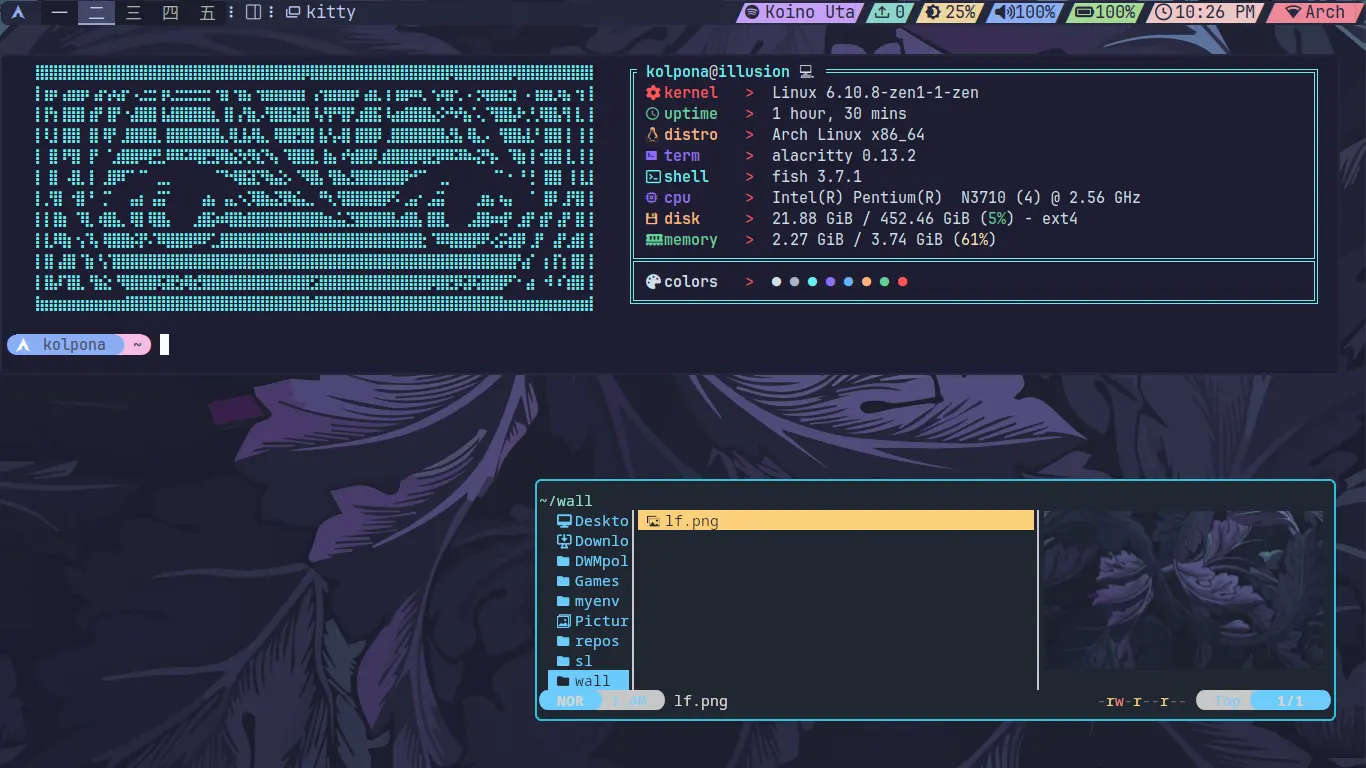 一 二 三 四 五 kitty Koino Uta 0 25% 100% 100% 10:26 PM Arch
kolpona@illusion
kernel > Linux 6.10.8-zen1-1-zen
uptime > 1 hour, 30 mins
distro > Arch Linux x86_64
term > alacritty 0.13.2
shell > fish 3.7.1
cpu > Intel(R) Pentium(R) N3710 (4) @ 2.56 GHz
disk > 21.88 GiB / 452.46 GiB (5%) - ext4
memory > 2.27 GiB / 3.74 GiB (61%)
colors >
kolpona ~
~/wall
Deskto lf.png
Downlo
DWMpol
Games
myenv
Pictur
repos
sl
wall
NOR lf.png -rw-r--r-- Top 1/1